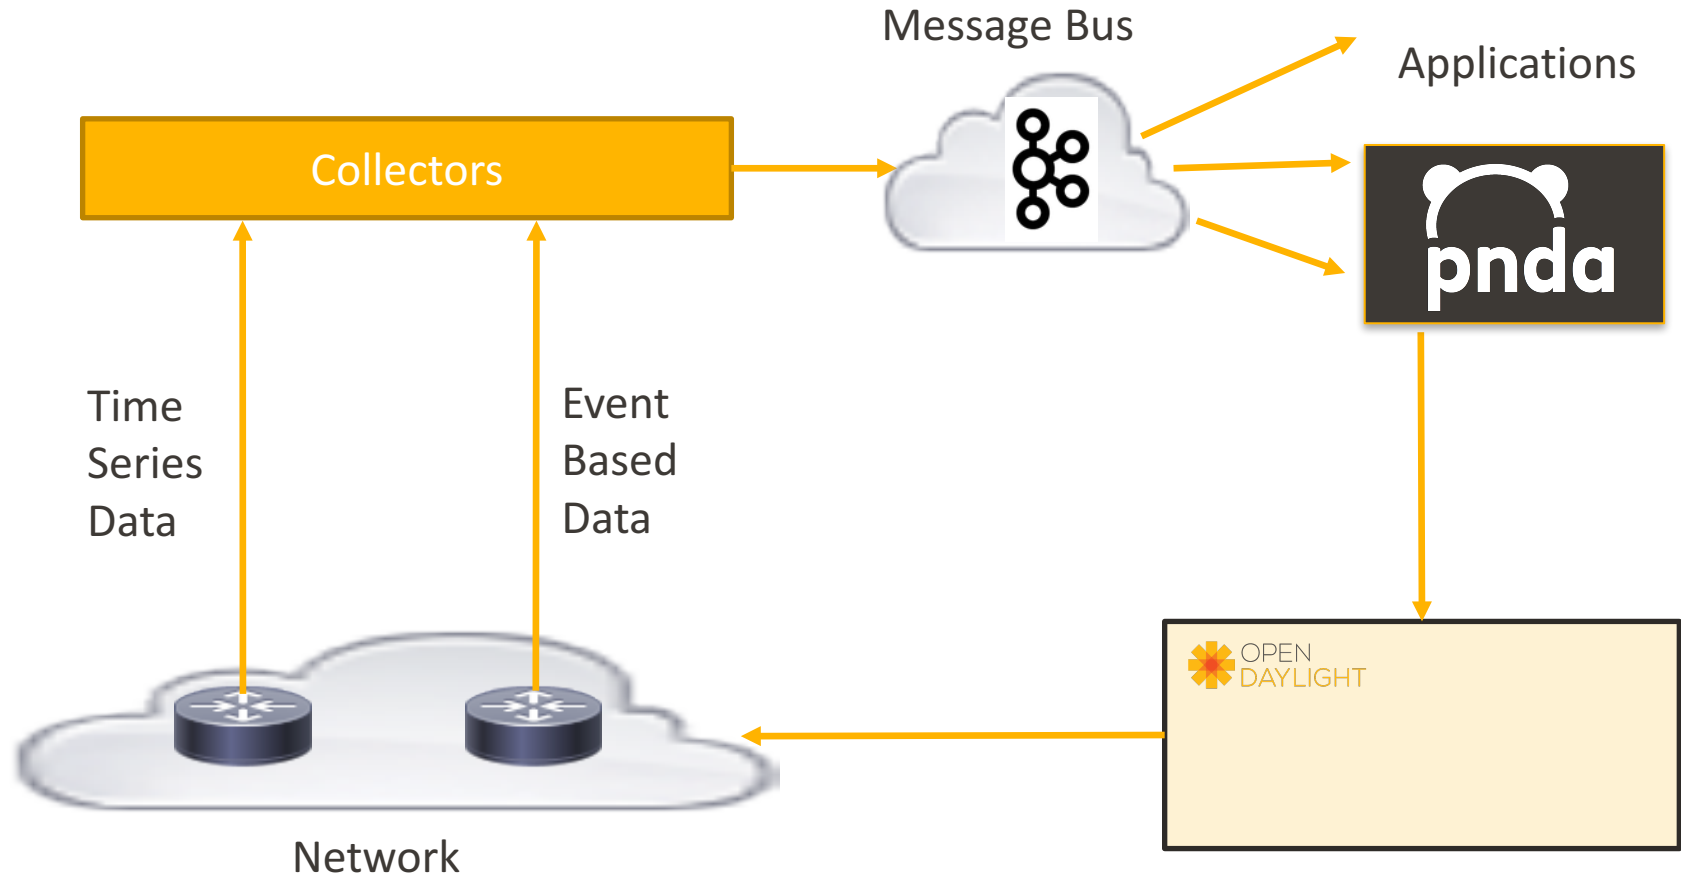 Message Bus
Applications
Collectors
pnda
Time
Series
Data
Event
Based
Data
OPEN
DAYLIGHT
Network